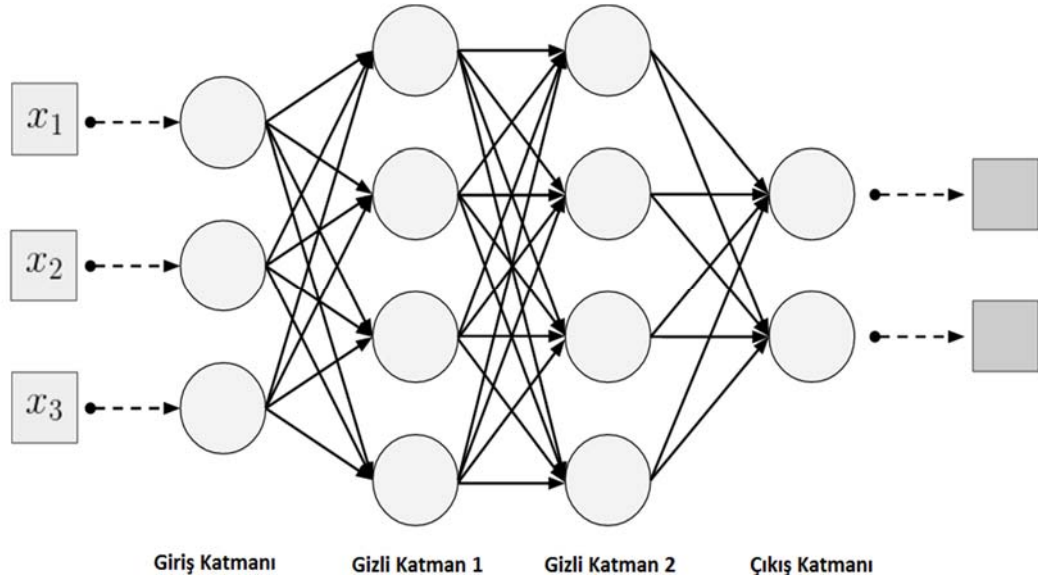 x₁
x₂
x₃
Giriş Katmanı Gizli Katman 1 Gizli Katman 2 Çıkış Katmanı